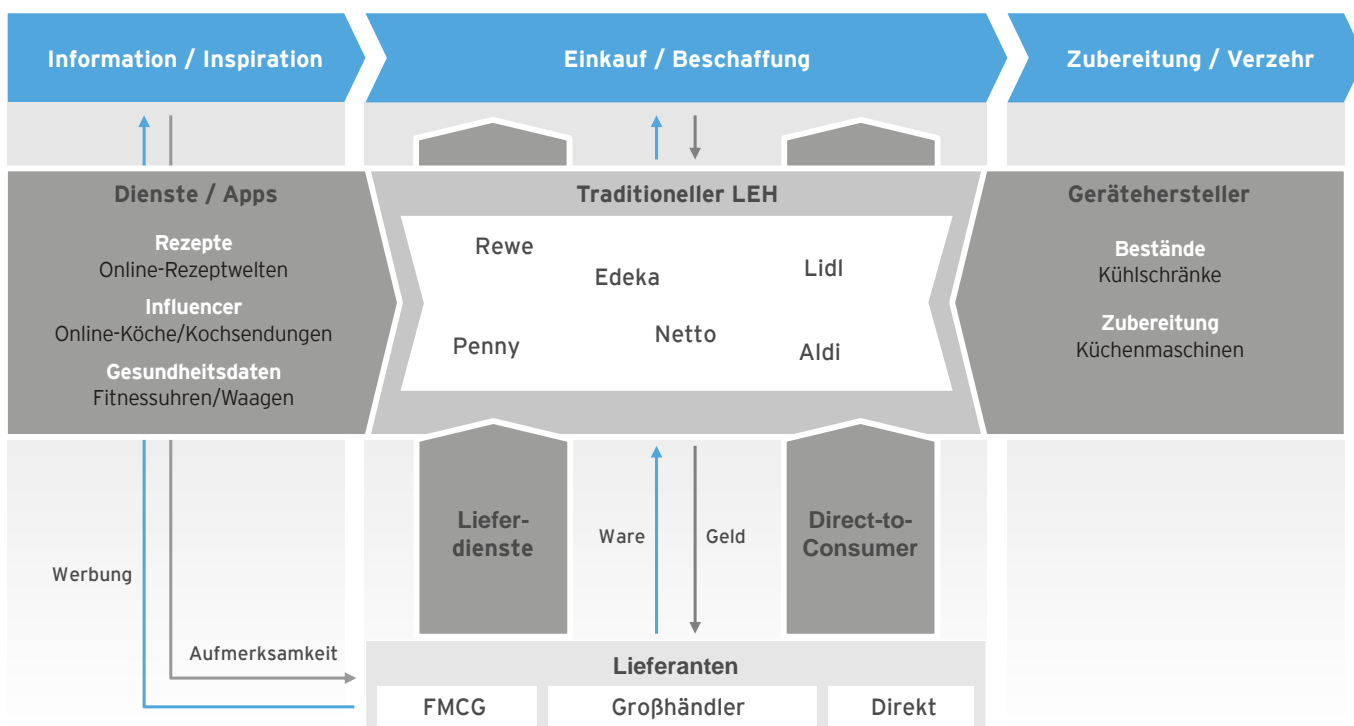 Information / Inspiration
Einkauf / Beschaffung
Zubereitung / Verzehr
Dienste / Apps
Rezepte
Online-Rezeptwelten
Influencer
Online-Köche/Kochsendungen
Gesundheitsdaten
Fitnessuhren/Waagen
Traditioneller LEH
Rewe
Edeka
Lidl
Penny
Netto
Aldi
Gerätehersteller
Bestände
Kühlschränke
Zubereitung
Küchenmaschinen
Liefer-
dienste
Ware
Geld
Direct-to-
Consumer
Werbung
Aufmerksamkeit
Lieferanten
FMCG
Großhändler
Direkt